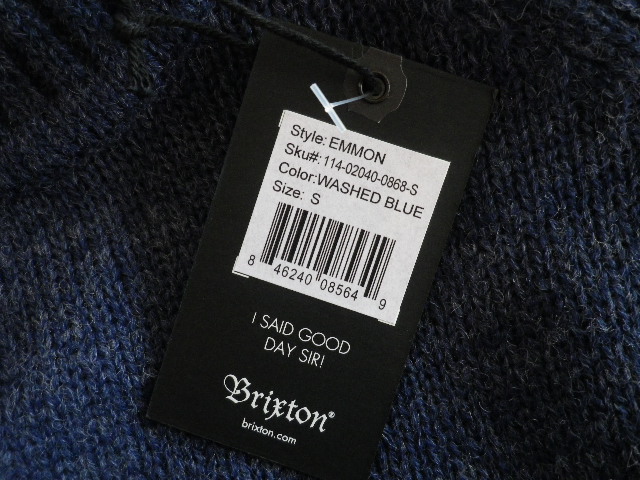 Style: EMMON
Sku#: 114-02040-0868-S
Color:WASHED BLUE
Size: S
8 46240 08564 9
I SAID GOOD
DAY SIR!
Brixton®
brixton.com